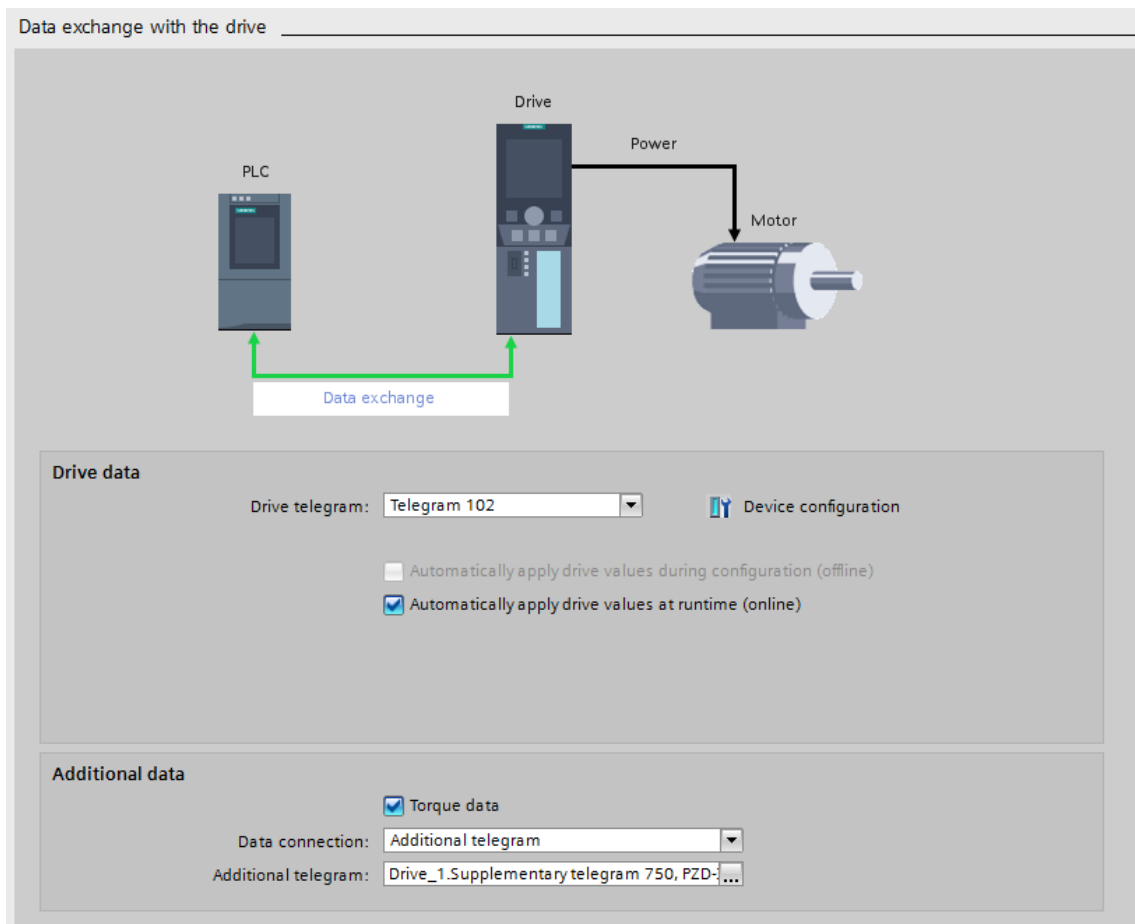 Data exchange with the drive
Drive
Power
PLC
Motor
Data exchange
Drive data
Drive telegram: Telegram 102
Device configuration
Automatically apply drive values during configuration (offline)
Automatically apply drive values at runtime (online)
Additional data
Torque data
Data connection: Additional telegram
Additional telegram: Drive_1.Supplementary telegram 750, PZD- ...